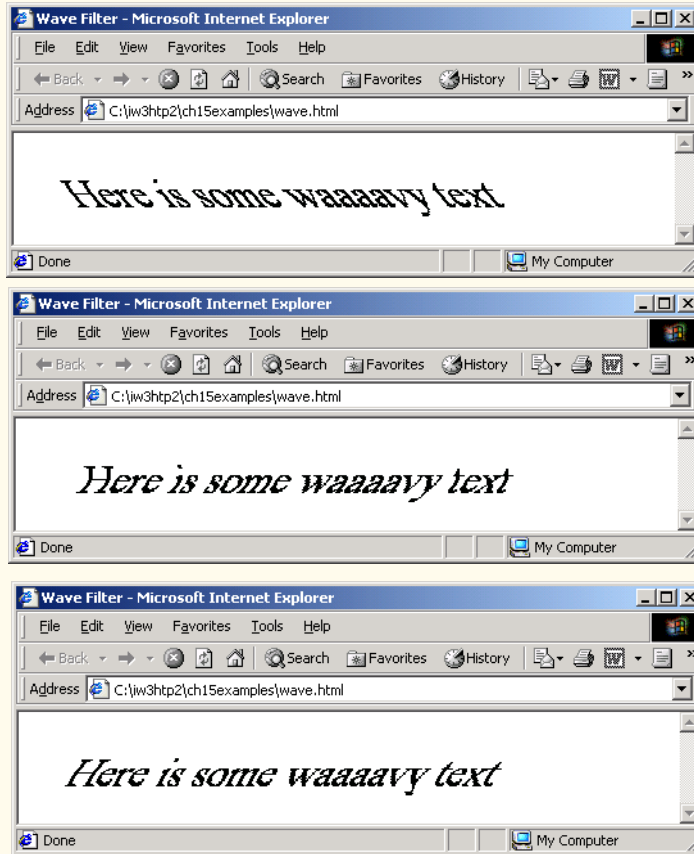 Wave Filter - Microsoft Internet Explorer
File Edit View Favorites Tools Help
Back Search Favorites History W »
Address C:\iw3htp2\ch15examples\wave.html
Here is some waaaavy text
Done My Computer
Wave Filter - Microsoft Internet Explorer
File Edit View Favorites Tools Help
Back Search Favorites History W »
Address C:\iw3htp2\ch15examples\wave.html
Here is some waaaavy text
Done My Computer
Wave Filter - Microsoft Internet Explorer
File Edit View Favorites Tools Help
Back Search Favorites History W »
Address C:\iw3htp2\ch15examples\wave.html
Here is some waaaavy text
Done My Computer